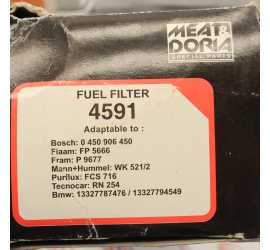 MEAT &
DORIA
SPECIAL PARTS
FUEL FILTER
4591
Adaptable to :
Bosch: 0 450 906 450
Fiaam: FP 5666
Fram: P 9677
Mann+Hummel: WK 521/2
Purflux: FCS 716
Tecnocar: RN 254
Bmw: 13327787476 / 13327794549